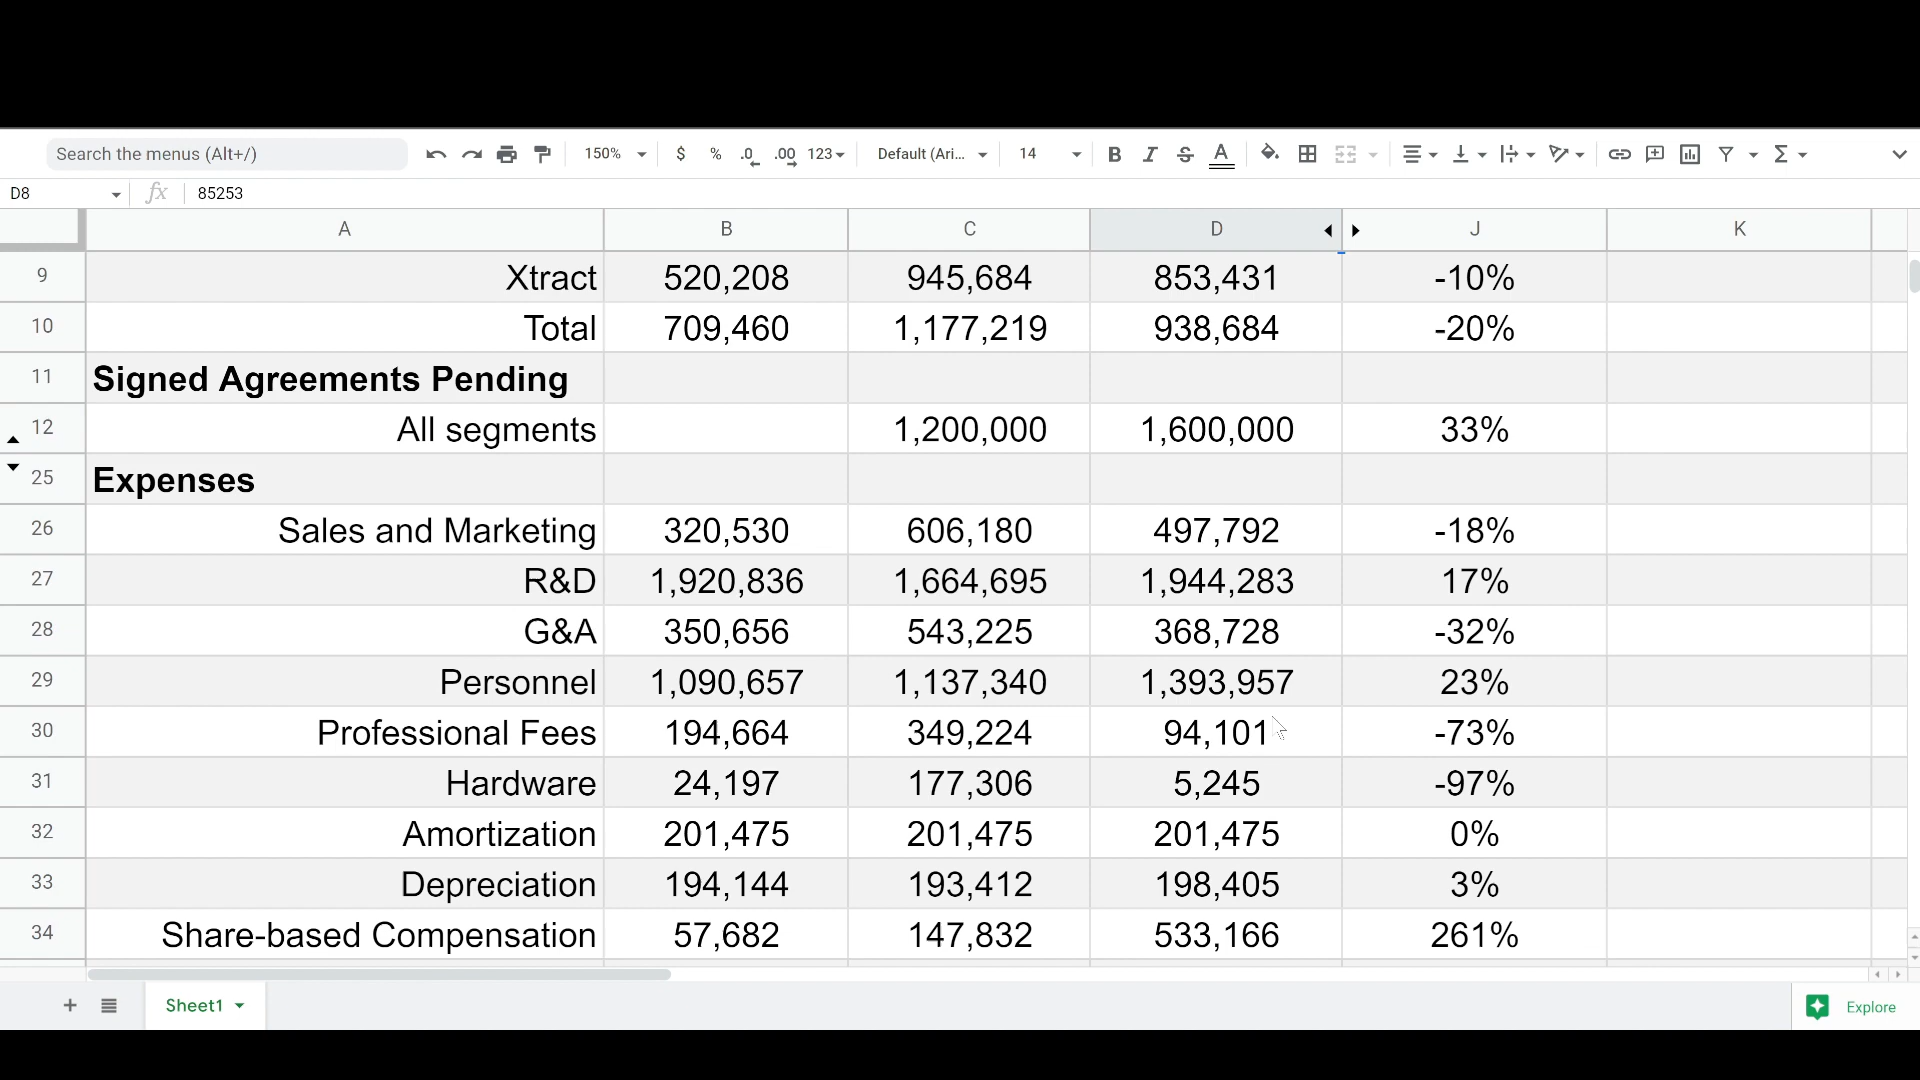 Search the menus (Alt+/) 150% $ % .0 .00 123 Default (Ari... 14 B I S A
D8 fx 85253
A B C D J K
9 Xtract 520,208 945,684 853,431 -10%
10 Total 709,460 1,177,219 938,684 -20%
11 Signed Agreements Pending
12 All segments 1,200,000 1,600,000 33%
25 Expenses
26 Sales and Marketing 320,530 606,180 497,792 -18%
27 R&D 1,920,836 1,664,695 1,944,283 17%
28 G&A 350,656 543,225 368,728 -32%
29 Personnel 1,090,657 1,137,340 1,393,957 23%
30 Professional Fees 194,664 349,224 94,101 -73%
31 Hardware 24,197 177,306 5,245 -97%
32 Amortization 201,475 201,475 201,475 0%
33 Depreciation 194,144 193,412 198,405 3%
34 Share-based Compensation 57,682 147,832 533,166 261%
Sheet1 Explore